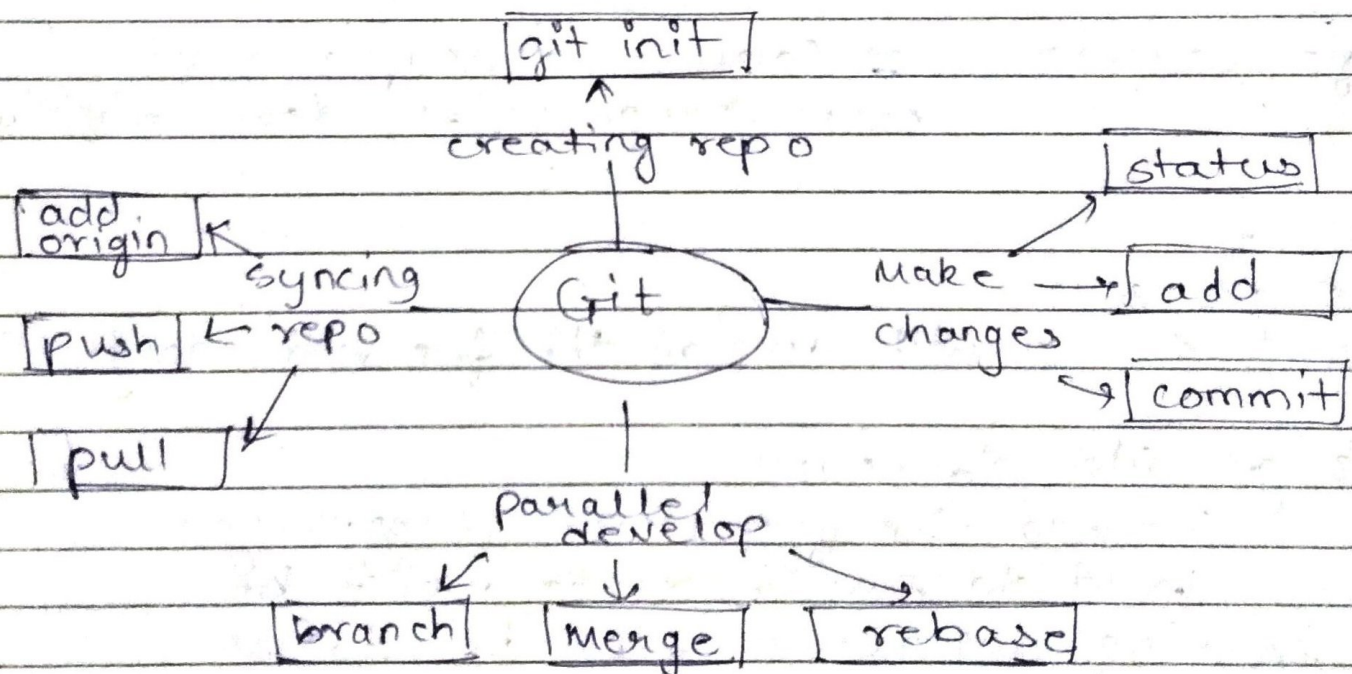 git init
creating repo
status
add
origin
syncing
repo
push
pull
Git
Make
changes
add
commit
parallel
develop
branch
merge
rebase